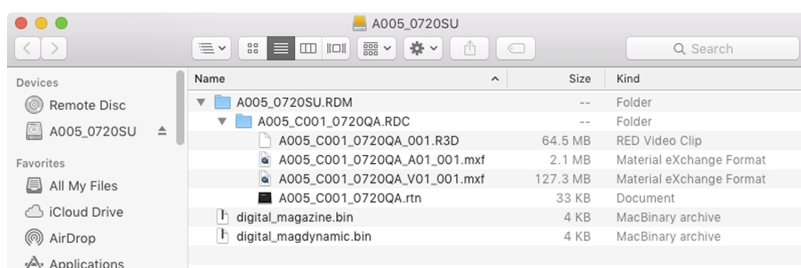 A005_0720SU
Search
Devices
Remote Disc
A005_0720SU
Favorites
All My Files
iCloud Drive
AirDrop
Applications
Name Size Kind
A005_0720SU.RDM -- Folder
A005_C001_0720QA.RDC -- Folder
A005_C001_0720QA_001.R3D 64.5 MB RED Video Clip
A005_C001_0720QA_A01_001.mxf 2.1 MB Material eXchange Format
A005_C001_0720QA_V01_001.mxf 127.3 MB Material eXchange Format
A005_C001_0720QA.rtn 33 KB Document
digital_magazine.bin 4 KB MacBinary archive
digital_magdynamic.bin 4 KB MacBinary archive